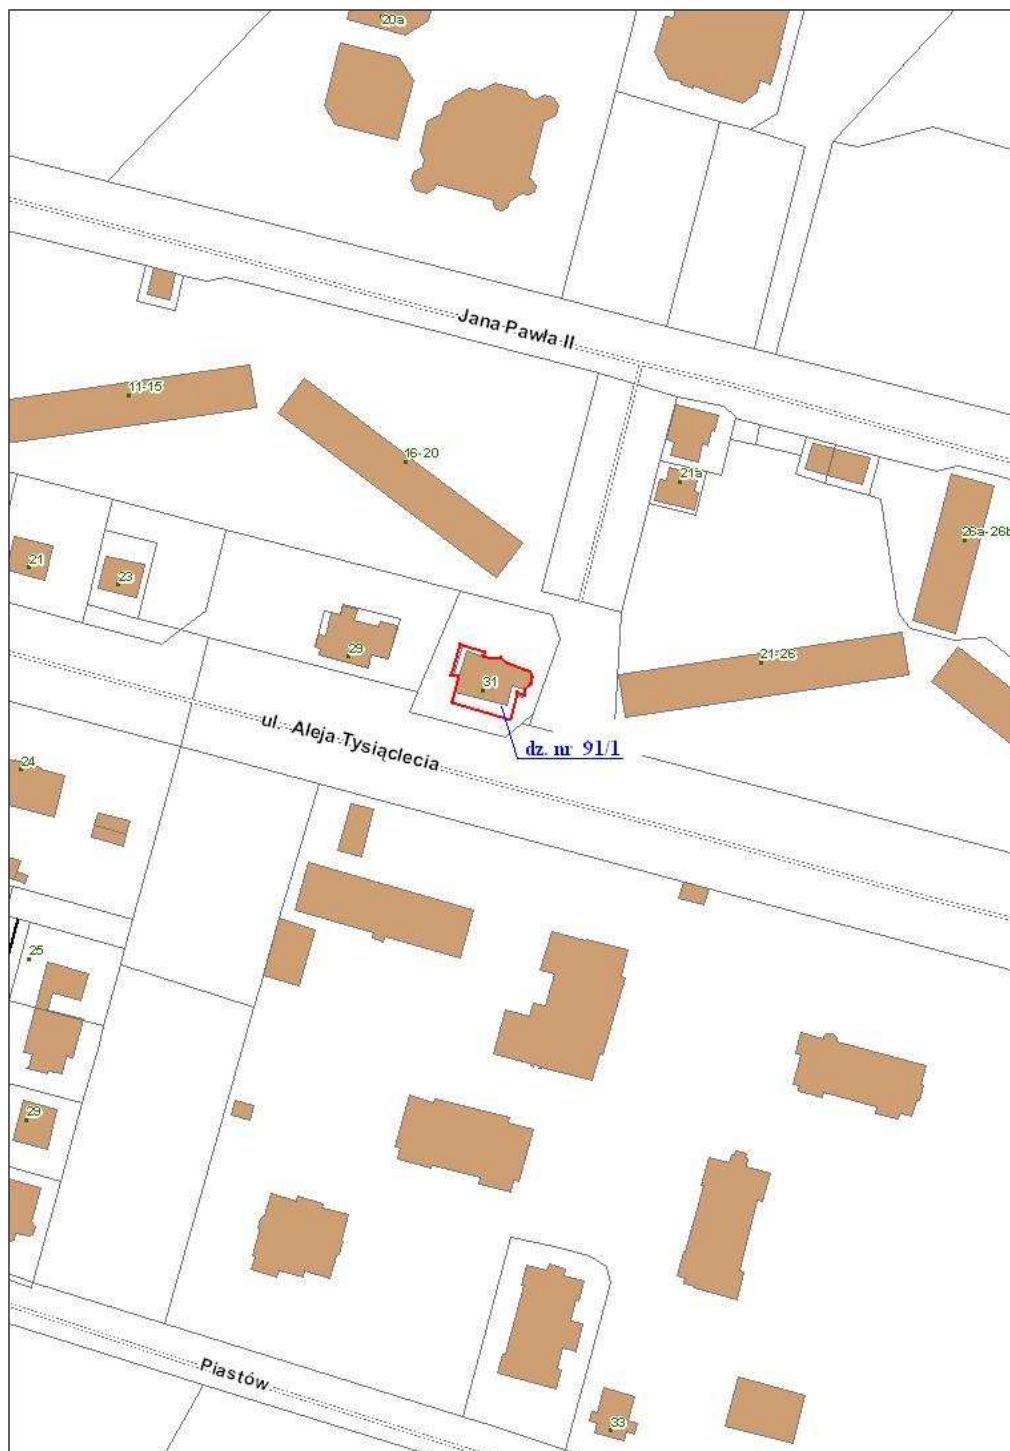 20a
Jana Pawła II
11-15
16-20
21a
26a-26b
21
23
29
31
21-26
ul. Aleja Tysiąclecia
dz. nr 91/1
24
25
29
Piastów
33